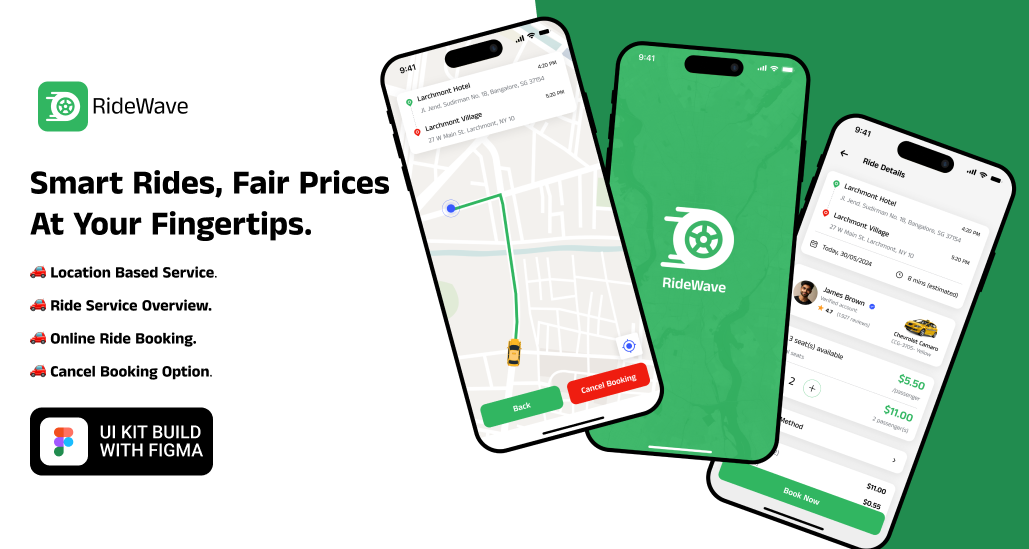 RideWave
Smart Rides, Fair Prices
At Your Fingertips.
Location Based Service.
Ride Service Overview.
Online Ride Booking.
Cancel Booking Option.
UI KIT BUILD
WITH FIGMA
9:41
4:20 PM
Larchmont Hotel
Jl. Jend. Sudirman No. 18, Bangalore, SG 37154
5:20 PM
Larchmont Village
27 W Main St. Larchmont, NY 10
Back
Cancel Booking
9:41
RideWave
9:41
Ride Details
Larchmont Hotel
4:20 PM
Jl. Jend. Sudirman No. 18, Bangalore, SG 37154
Larchmont Village
5:20 PM
27 W Main St. Larchmont, NY 10
Today, 30/05/2024
8 mins (estimated)
James Brown
Verified account
4.7 (1.927 reviews)
Chevrolet Camaro
Yellow
3 seat(s) available
seats
$5.50
/passenger
2
$11.00
2 passenger(s)
Method
$11.00
$0.55
Book Now